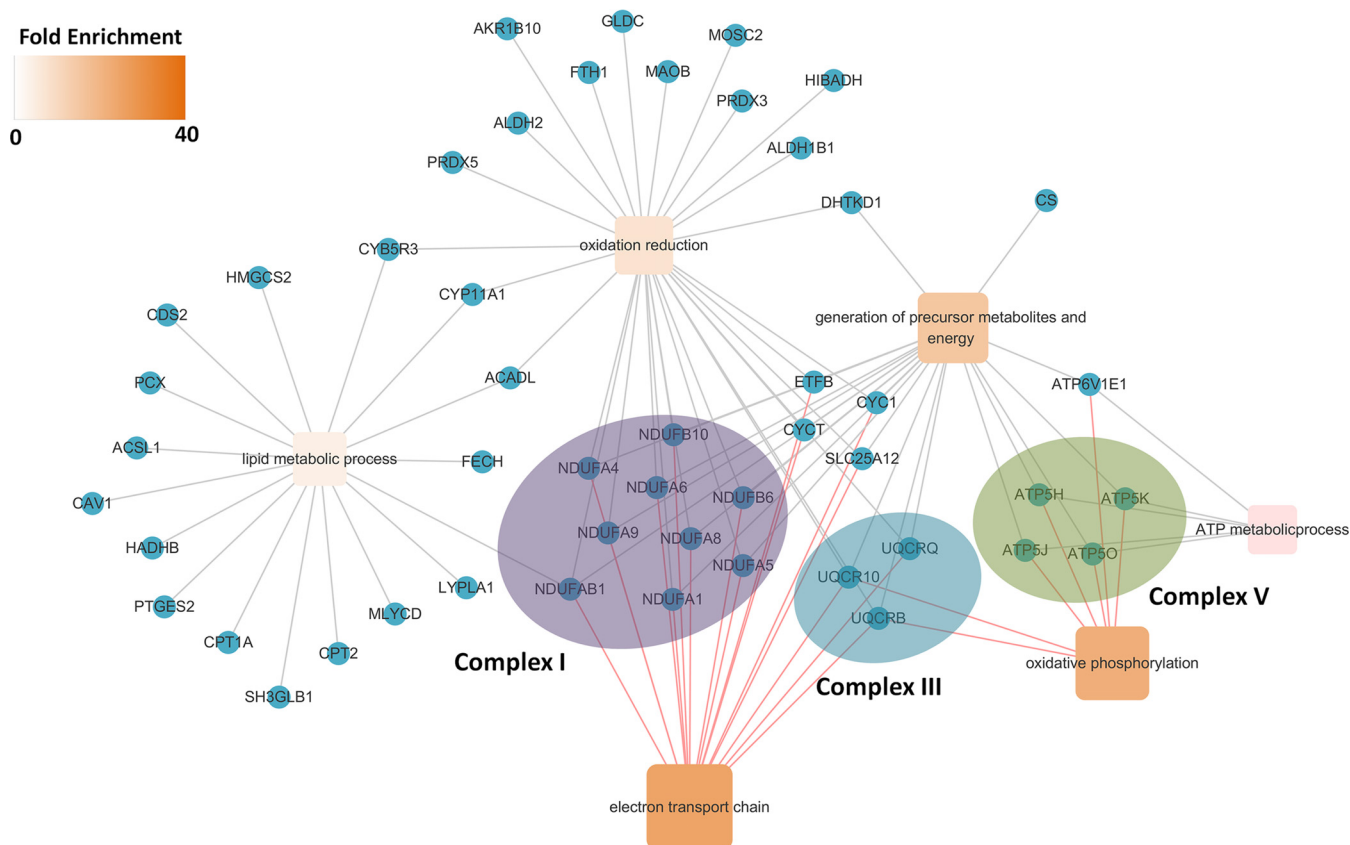 Fold Enrichment
0
40
AKR1B10
GLDC
MOSC2
FTH1
MAOB
HIBADH
PRDX3
ALDH2
ALDH1B1
PRDX5
DHTKD1
CS
oxidation reduction
CYB5R3
HMGCS2
CYP11A1
CDS2
generation of precursor metabolites and
energy
PCX
ACADL
ETFB
ATP6V1E1
CYC1
CYCT
NDUFB10
ACSL1
lipid metabolic process
FECH
SLC25A12
NDUFA4
NDUFA6
NDUFB6
ATP5H
ATP5K
CAV1
NDUFA9
NDUFA8
ATP metabolicprocess
HADHB
UQCRQ
ATP5J
ATP5O
NDUFA5
UQCR10
LYPLA1
NDUFAB1
NDUFA1
Complex V
PTGES2
MLYCD
UQCRB
CPT1A
CPT2
Complex I
oxidative phosphorylation
Complex III
SH3GLB1
electron transport chain